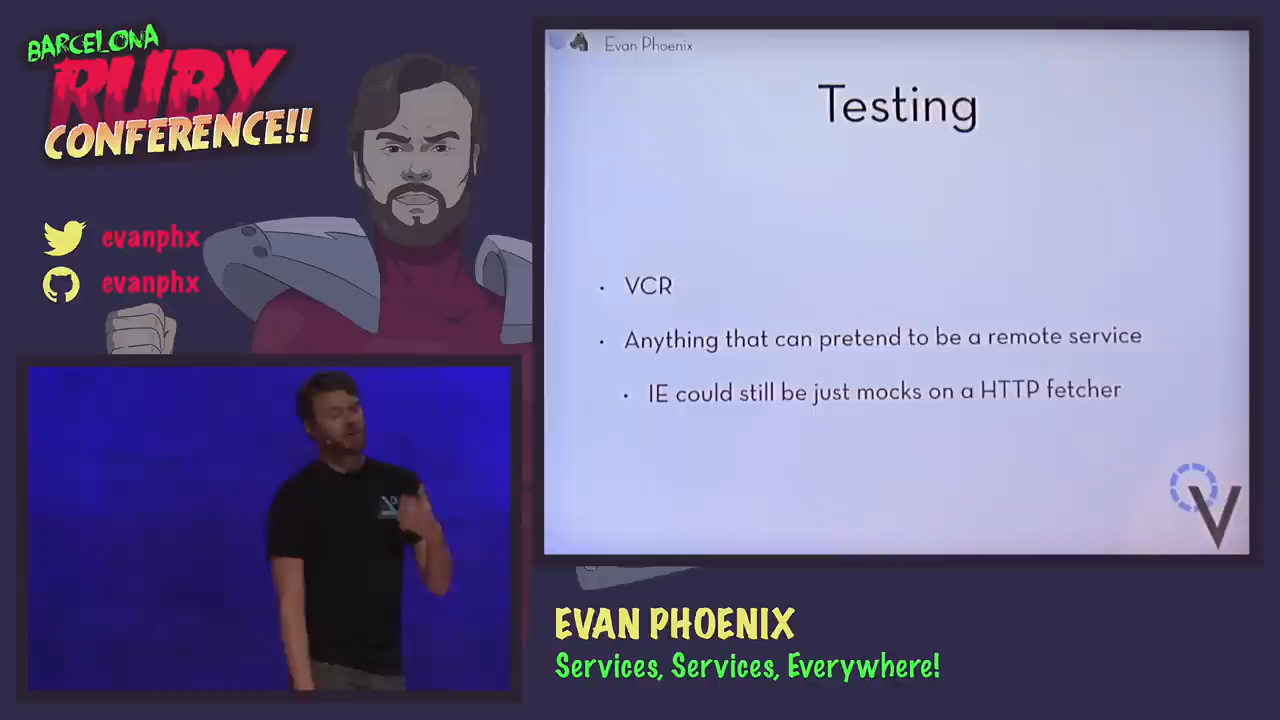 BARCELONA
RUBY
CONFERENCE!!
evanphx
evanphx
Evan Phoenix
Testing
· VCR
· Anything that can pretend to be a remote service
· IE could still be just mocks on a HTTP fetcher
V
EVAN PHOENIX
Services, Services, Everywhere!